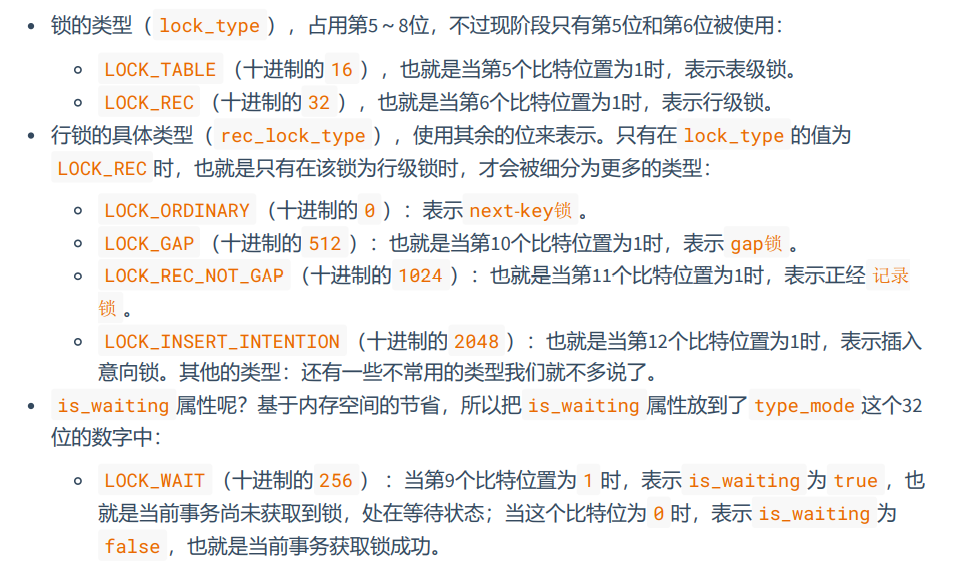 • 锁的类型（ lock_type ），占用第5～8位，不过现阶段只有第5位和第6位被使用：
◦ LOCK_TABLE （十进制的 16 ），也就是当第5个比特位置为1时，表示表级锁。
◦ LOCK_REC （十进制的 32 ），也就是当第6个比特位置为1时，表示行级锁。
• 行锁的具体类型（ rec_lock_type ），使用其余的位来表示。只有在 lock_type 的值为
LOCK_REC 时，也就是只有在该锁为行级锁时，才会被细分为更多的类型：
◦ LOCK_ORDINARY （十进制的 0 ）：表示 next-key锁 。
◦ LOCK_GAP （十进制的 512 ）：也就是当第10个比特位置为1时，表示 gap锁 。
◦ LOCK_REC_NOT_GAP （十进制的 1024 ）：也就是当第11个比特位置为1时，表示正经 记录
锁 。
◦ LOCK_INSERT_INTENTION （十进制的 2048 ）：也就是当第12个比特位置为1时，表示插入
意向锁。其他的类型：还有一些不常用的类型我们就不多说了。
• is_waiting 属性呢？基于内存空间的节省，所以把 is_waiting 属性放到了 type_mode 这个32
位的数字中：
◦ LOCK_WAIT （十进制的 256 ）：当第9个比特位置为 1 时，表示 is_waiting 为 true ，也
就是当前事务尚未获取到锁，处在等待状态；当这个比特位为 0 时，表示 is_waiting 为
false ，也就是当前事务获取锁成功。